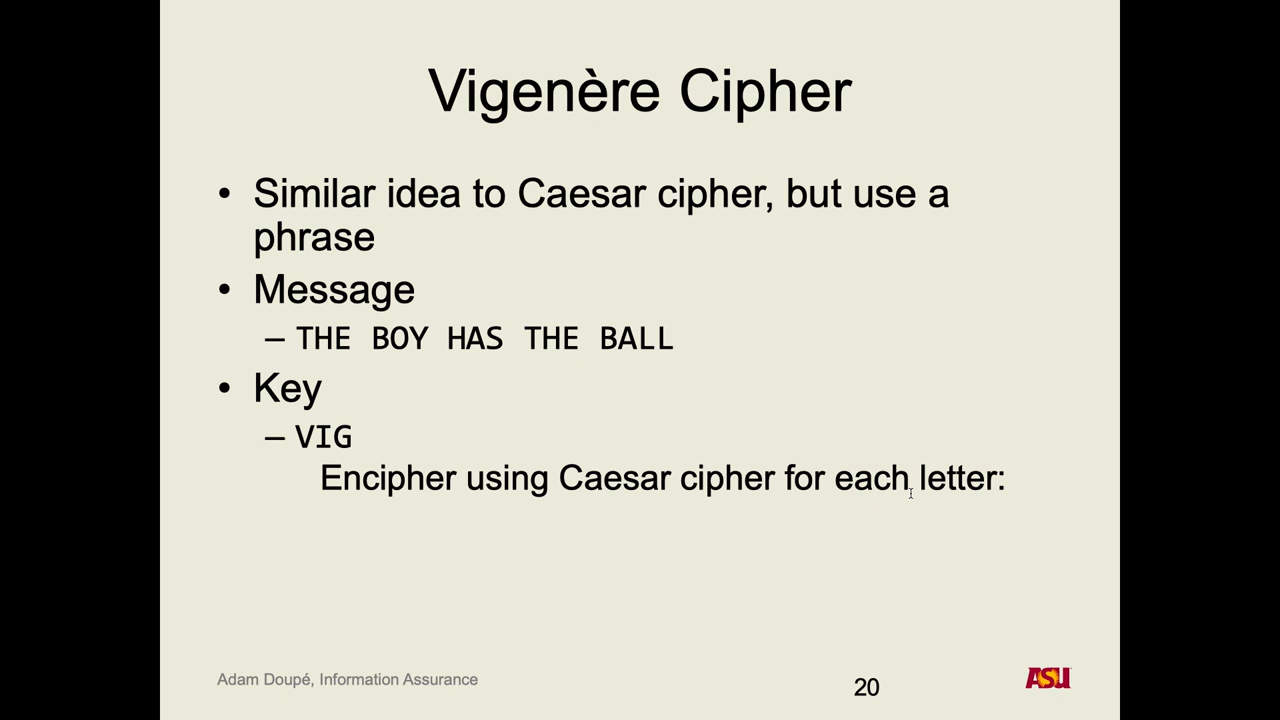 Vigenère Cipher
• Similar idea to Caesar cipher, but use a
phrase
• Message
– THE BOY HAS THE BALL
• Key
– VIG
Encipher using Caesar cipher for each letter:
Adam Doupé, Information Assurance
20
ASU